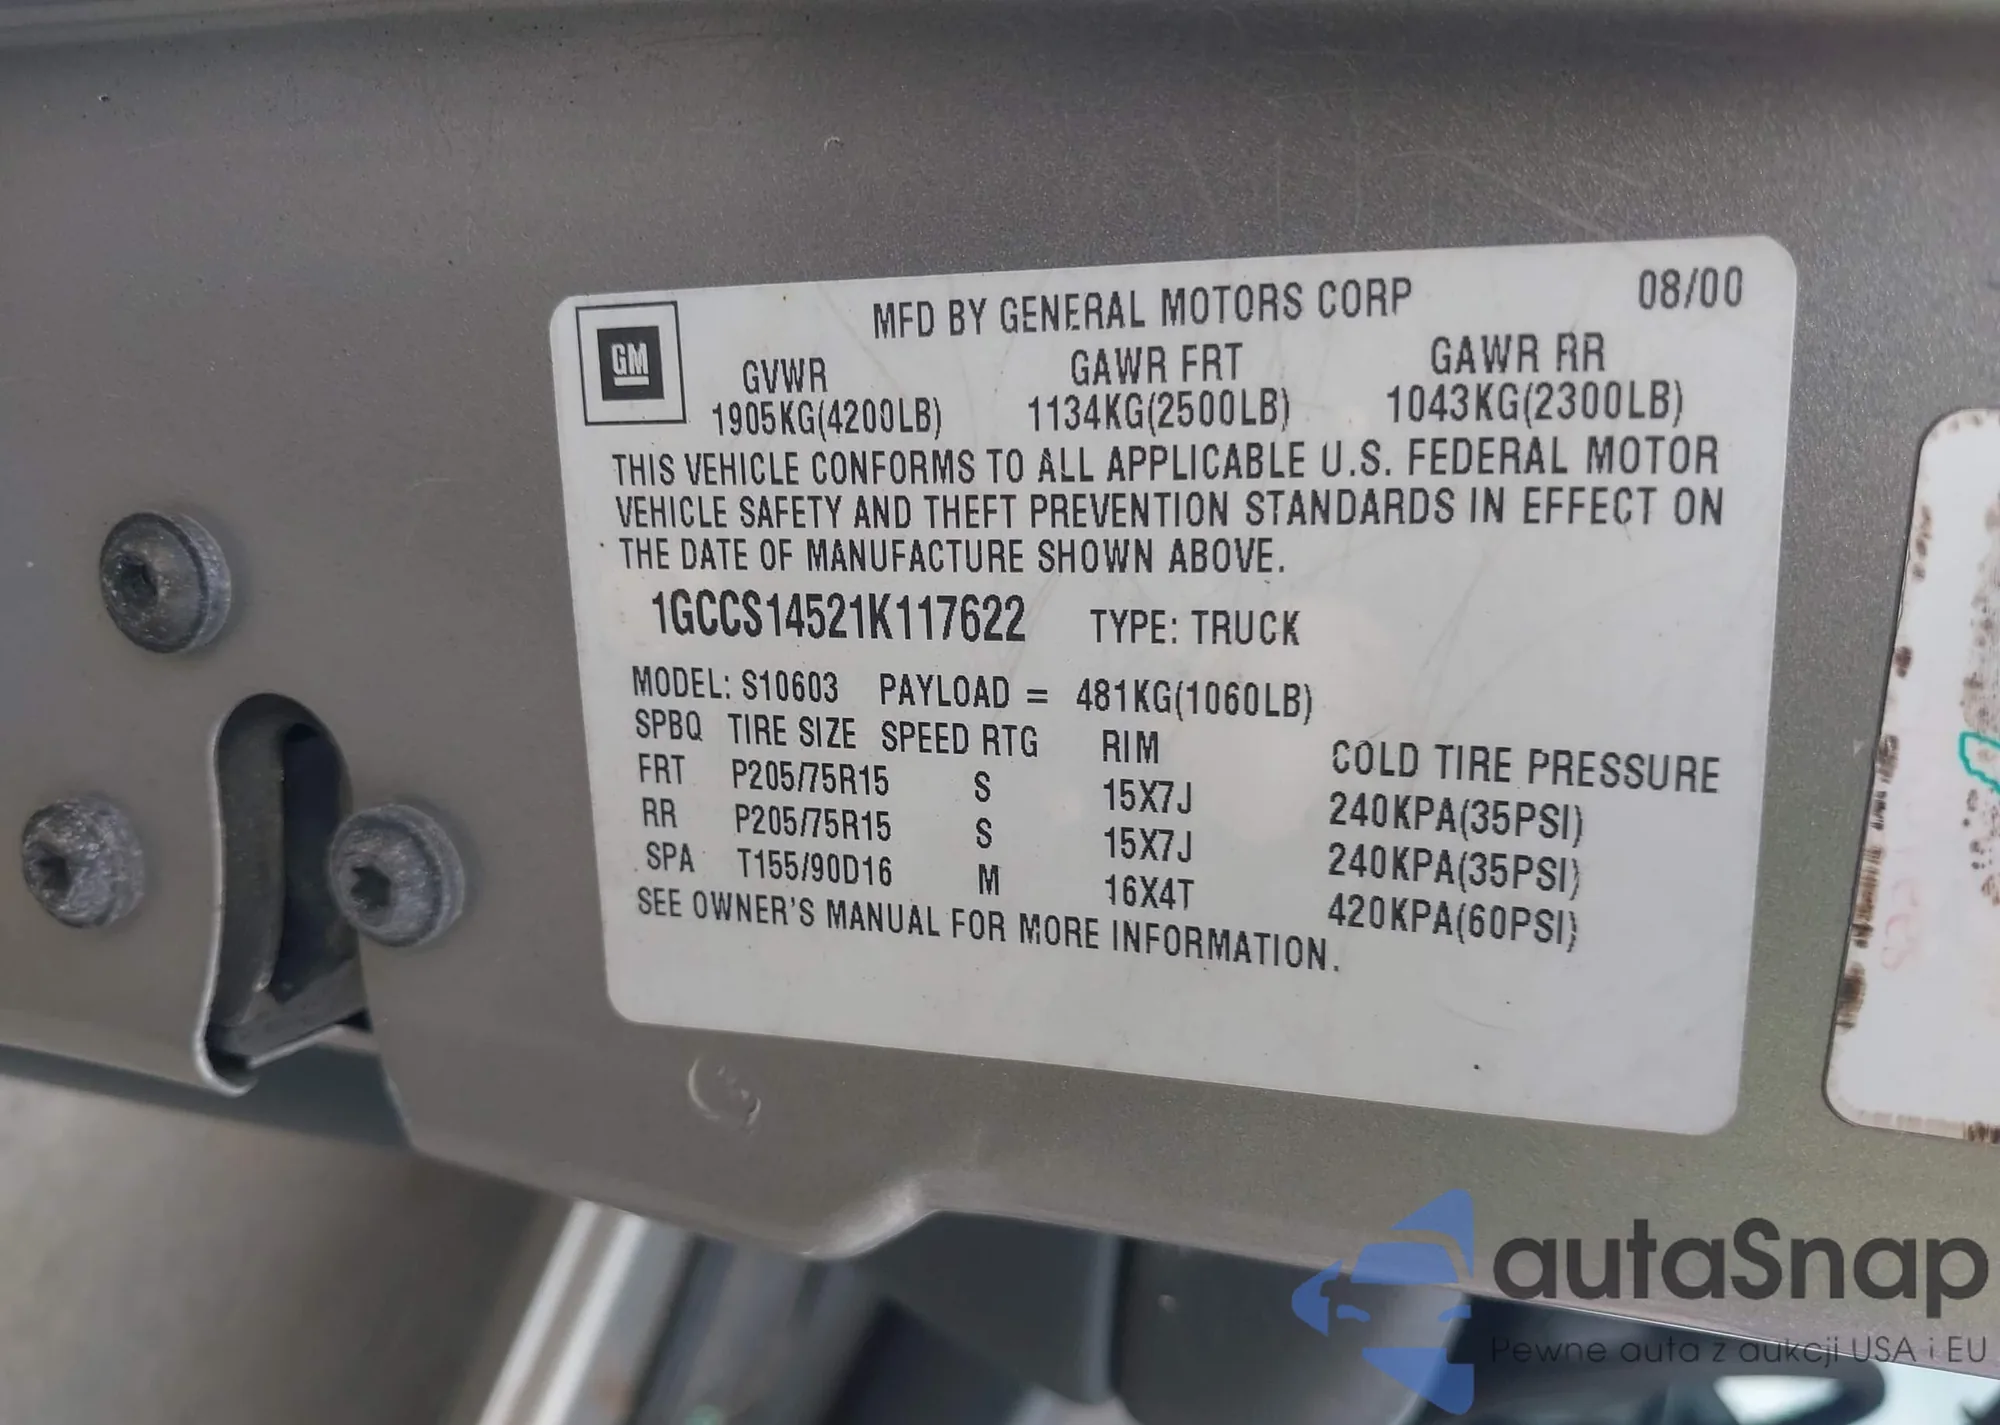 MFD BY GENERAL MOTORS CORP 08/00
GM
GVWR GAWR FRT GAWR RR
1905KG(4200LB) 1134KG(2500LB) 1043KG(2300LB)
THIS VEHICLE CONFORMS TO ALL APPLICABLE U.S. FEDERAL MOTOR
VEHICLE SAFETY AND THEFT PREVENTION STANDARDS IN EFFECT ON
THE DATE OF MANUFACTURE SHOWN ABOVE.
1GCCS14521K117622 TYPE: TRUCK
MODEL: S10603 PAYLOAD = 481KG(1060LB)
SPBQ TIRE SIZE SPEED RTG RIM COLD TIRE PRESSURE
FRT P205/75R15 S 15X7J 240KPA(35PSI)
RR P205/75R15 S 15X7J 240KPA(35PSI)
SPA T155/90D16 M 16X4T 420KPA(60PSI)
SEE OWNER'S MANUAL FOR MORE INFORMATION.
autaSnap
Pewne auta z aukcji USA i EU